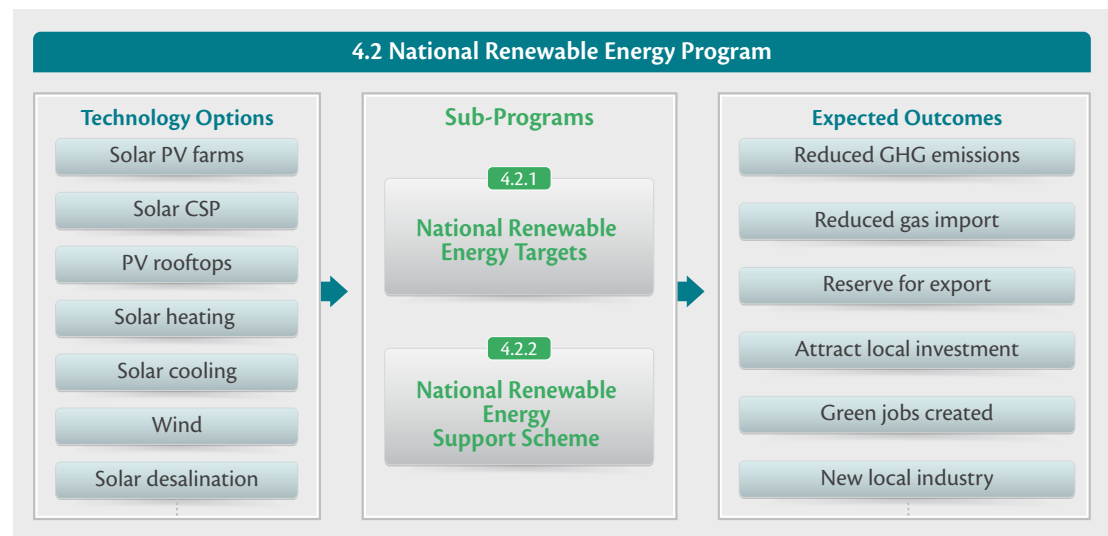 4.2 National Renewable Energy Program
Technology Options
Solar PV farms
Solar CSP
PV rooftops
Solar heating
Solar cooling
Wind
Solar desalination
Sub-Programs
4.2.1
National Renewable
Energy Targets
4.2.2
National Renewable
Energy
Support Scheme
Expected Outcomes
Reduced GHG emissions
Reduced gas import
Reserve for export
Attract local investment
Green jobs created
New local industry